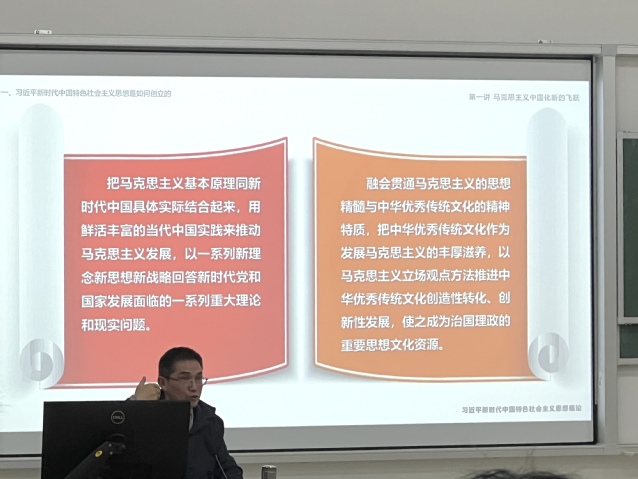 一、习近平新时代中国特色社会主义思想是如何创立的
第一讲 马克思主义中国化新的飞跃
把马克思主义基本原理同新
时代中国具体实际结合起来，用
鲜活丰富的当代中国实践来推动
马克思主义发展，以一系列新理
念新思想新战略回答新时代党和
国家发展面临的一系列重大理论
和现实问题。
融会贯通马克思主义的思想
精髓与中华优秀传统文化的精神
特质，把中华优秀传统文化作为
发展马克思主义的丰厚滋养，以
马克思主义立场观点方法推进中
华优秀传统文化创造性转化、创
新性发展，使之成为治国理政的
重要思想文化资源。
习近平新时代中国特色社会主义思想概论
DELL